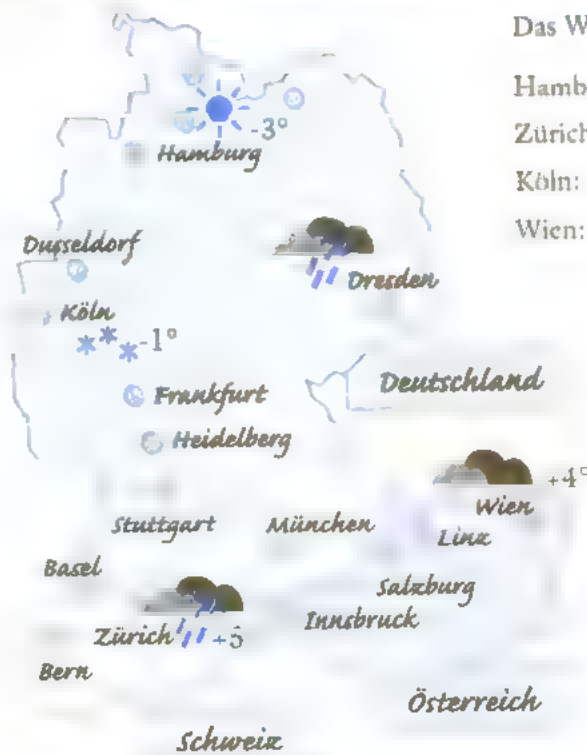 Das W
Hamb
Zürich
Köln:
Wien:
-3°
Hamburg
Dusseldorf
Dresden
Köln
-1°
Frankfurt
Deutschland
Heidelberg
+4°
Wien
Stuttgart
München
Linz
Basel
Salzburg
Innsbruck
Zürich
Bern
Österreich
Schweiz